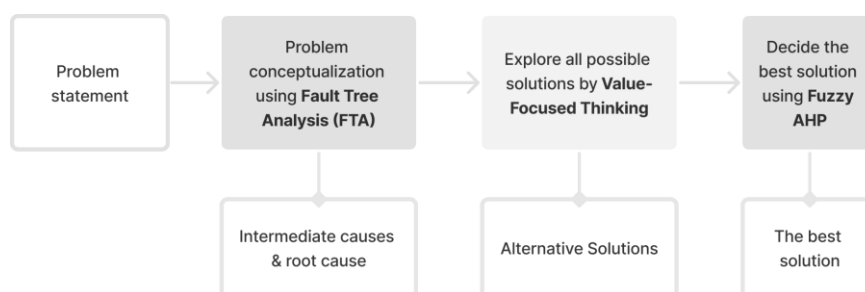 Problem
statement
Problem
conceptualization
using Fault Tree
Analysis (FTA)
Explore all possible
solutions by Value-
Focused Thinking
Decide the
best solution
using Fuzzy
AHP
Intermediate causes
& root cause
Alternative Solutions
The best
solution